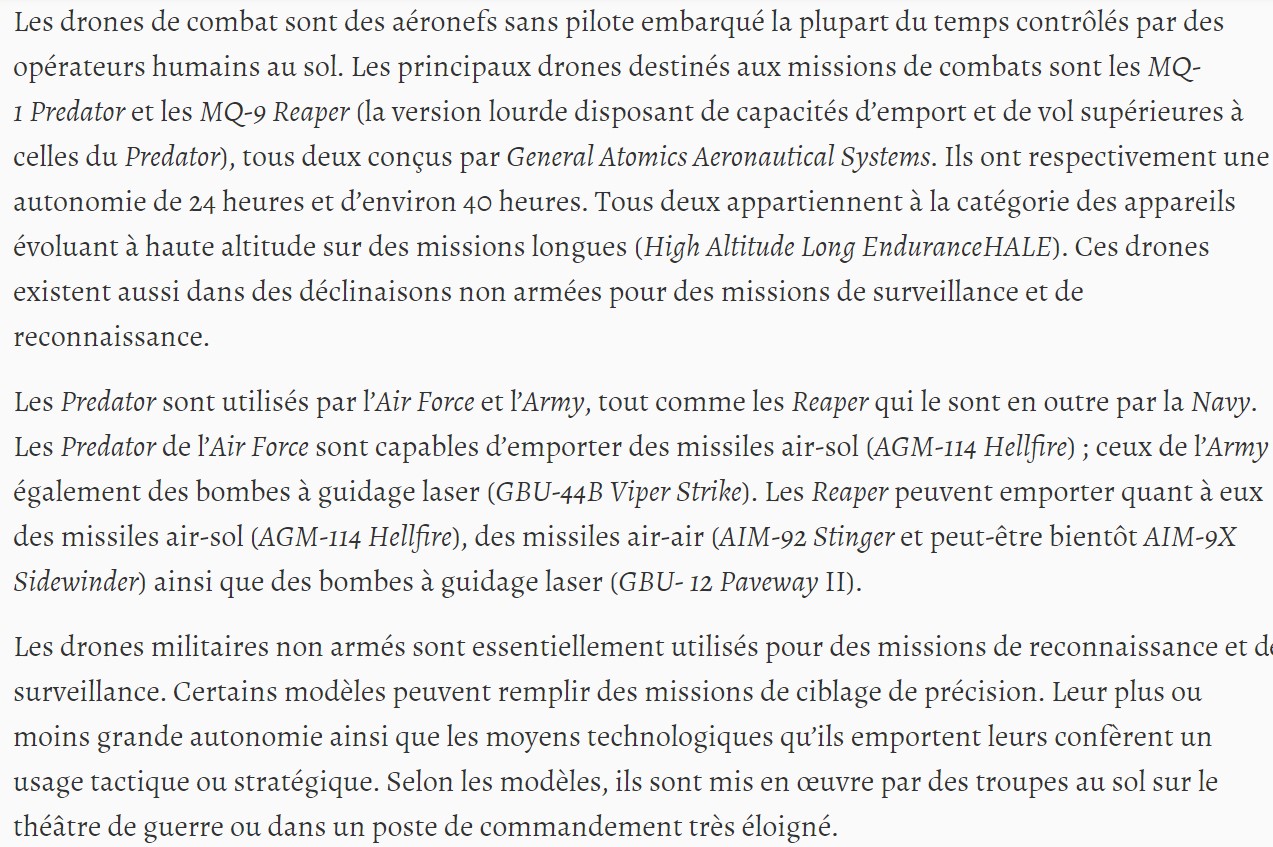 Les drones de combat sont des aéronefs sans pilote embarqué la plupart du temps contrôlés par des
opérateurs humains au sol. Les principaux drones destinés aux missions de combats sont les MQ-
1 Predator et les MQ-9 Reaper (la version lourde disposant de capacités d’emport et de vol supérieures à
celles du Predator), tous deux conçus par General Atomics Aeronautical Systems. Ils ont respectivement une
autonomie de 24 heures et d’environ 40 heures. Tous deux appartiennent à la catégorie des appareils
évoluant à haute altitude sur des missions longues (High Altitude Long EnduranceHALE). Ces drones
existent aussi dans des déclinaisons non armées pour des missions de surveillance et de
reconnaissance.
Les Predator sont utilisés par l’Air Force et l’Army, tout comme les Reaper qui le sont en outre par la Navy.
Les Predator de l’Air Force sont capables d’emporter des missiles air-sol (AGM-114 Hellfire) ; ceux de l’Army
également des bombes à guidage laser (GBU-44B Viper Strike). Les Reaper peuvent emporter quant à eux
des missiles air-sol (AGM-114 Hellfire), des missiles air-air (AIM-92 Stinger et peut-être bientôt AIM-9X
Sidewinder) ainsi que des bombes à guidage laser (GBU- 12 Paveway II).
Les drones militaires non armés sont essentiellement utilisés pour des missions de reconnaissance et de
surveillance. Certains modèles peuvent remplir des missions de ciblage de précision. Leur plus ou
moins grande autonomie ainsi que les moyens technologiques qu’ils emportent leurs confèrent un
usage tactique ou stratégique. Selon les modèles, ils sont mis en œuvre par des troupes au sol sur le
théâtre de guerre ou dans un poste de commandement très éloigné.